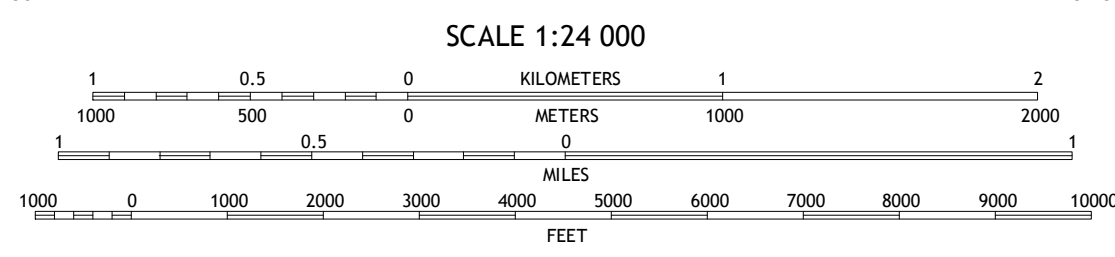 SCALE 1:24 000
1 0.5 0 KILOMETERS 1 2
1000 500 0 METERS 1000 2000
1 0.5 0 1
MILES
1000 0 1000 2000 3000 4000 5000 6000 7000 8000 9000 10000
FEET